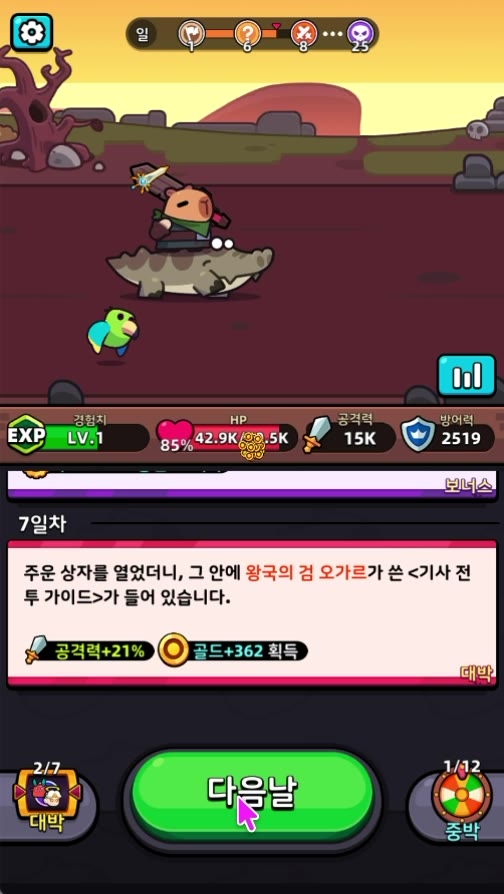 일
1
6
8
25
경험치
HP
공격력
방어력
EXP
LV.1
85%
42.9K/
.5K
15K
2519
보너스
7일차
주운 상자를 열었더니, 그 안에 왕국의 검 오가르가 쓴 <기사 전
투 가이드>가 들어 있습니다.
공격력+21%
골드+362 획득
대박
2/7
대박
다음날
1/12
중박